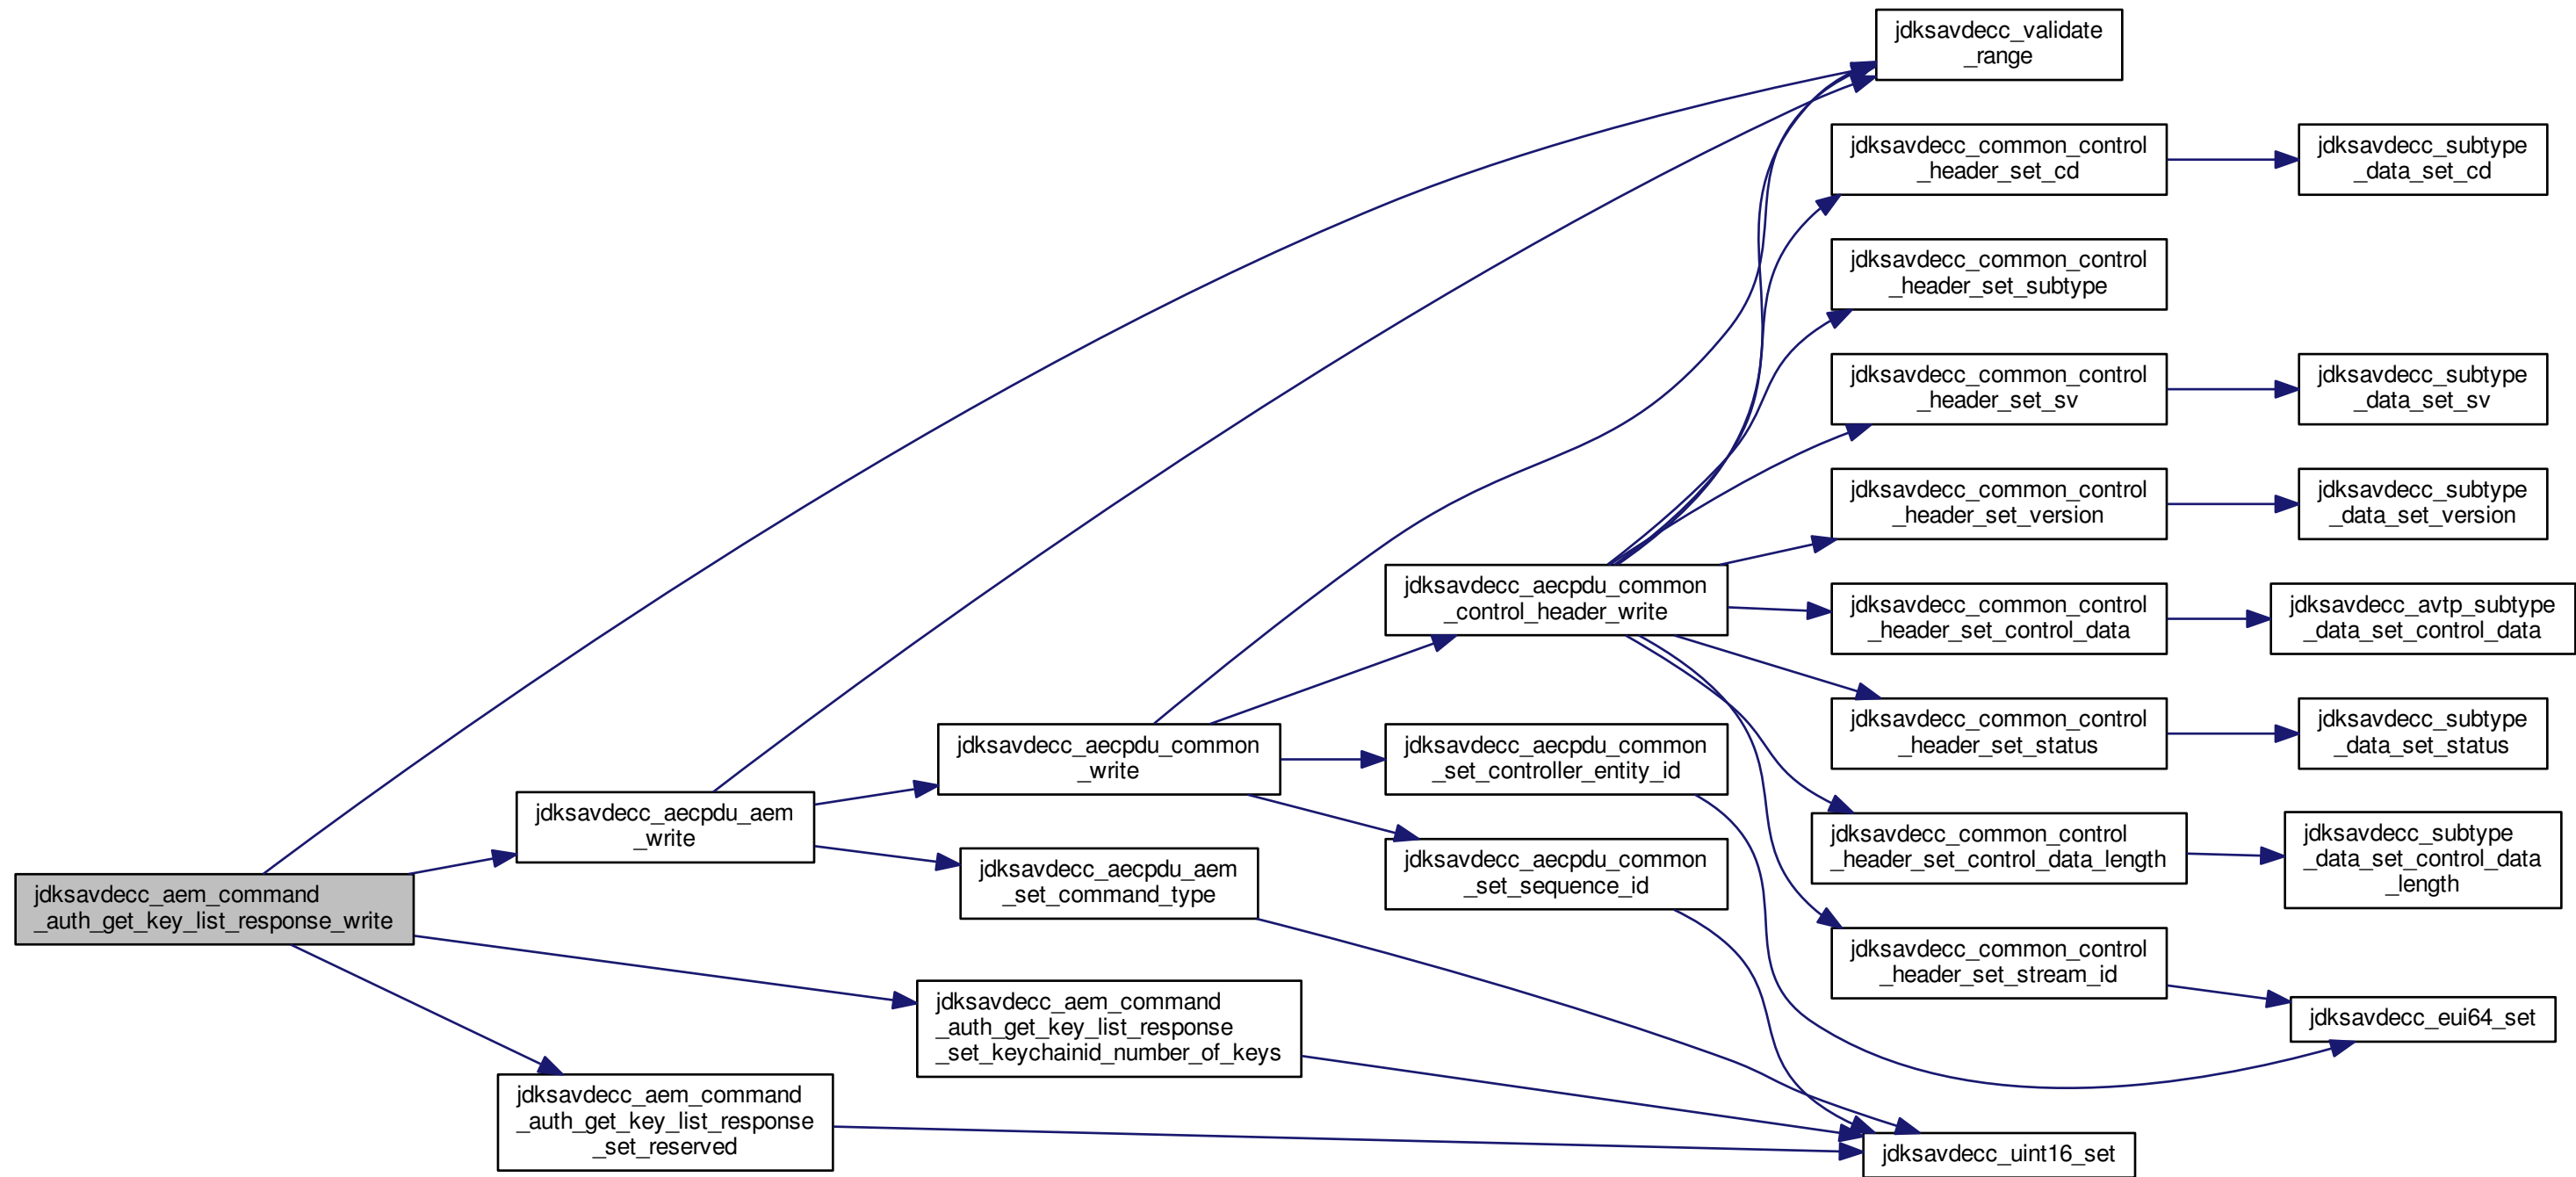 jdksavdecc_validate
_range
jdksavdecc_common_control
_header_set_cd
jdksavdecc_subtype
_data_set_cd
jdksavdecc_common_control
_header_set_subtype
jdksavdecc_common_control
_header_set_sv
jdksavdecc_subtype
_data_set_sv
jdksavdecc_common_control
_header_set_version
jdksavdecc_subtype
_data_set_version
jdksavdecc_aecpdu_common
_control_header_write
jdksavdecc_common_control
_header_set_control_data
jdksavdecc_avtp_subtype
_data_set_control_data
jdksavdecc_common_control
_header_set_status
jdksavdecc_subtype
_data_set_status
jdksavdecc_aecpdu_common
_write
jdksavdecc_aecpdu_common
_set_controller_entity_id
jdksavdecc_aecpdu_aem
_write
jdksavdecc_common_control
_header_set_control_data_length
jdksavdecc_subtype
_data_set_control_data
_length
jdksavdecc_aecpdu_aem
_set_command_type
jdksavdecc_aecpdu_common
_set_sequence_id
jdksavdecc_aem_command
_auth_get_key_list_response_write
jdksavdecc_common_control
_header_set_stream_id
jdksavdecc_eui64_set
jdksavdecc_aem_command
_auth_get_key_list_response
_set_keychainid_number_of_keys
jdksavdecc_aem_command
_auth_get_key_list_response
_set_reserved
jdksavdecc_uint16_set